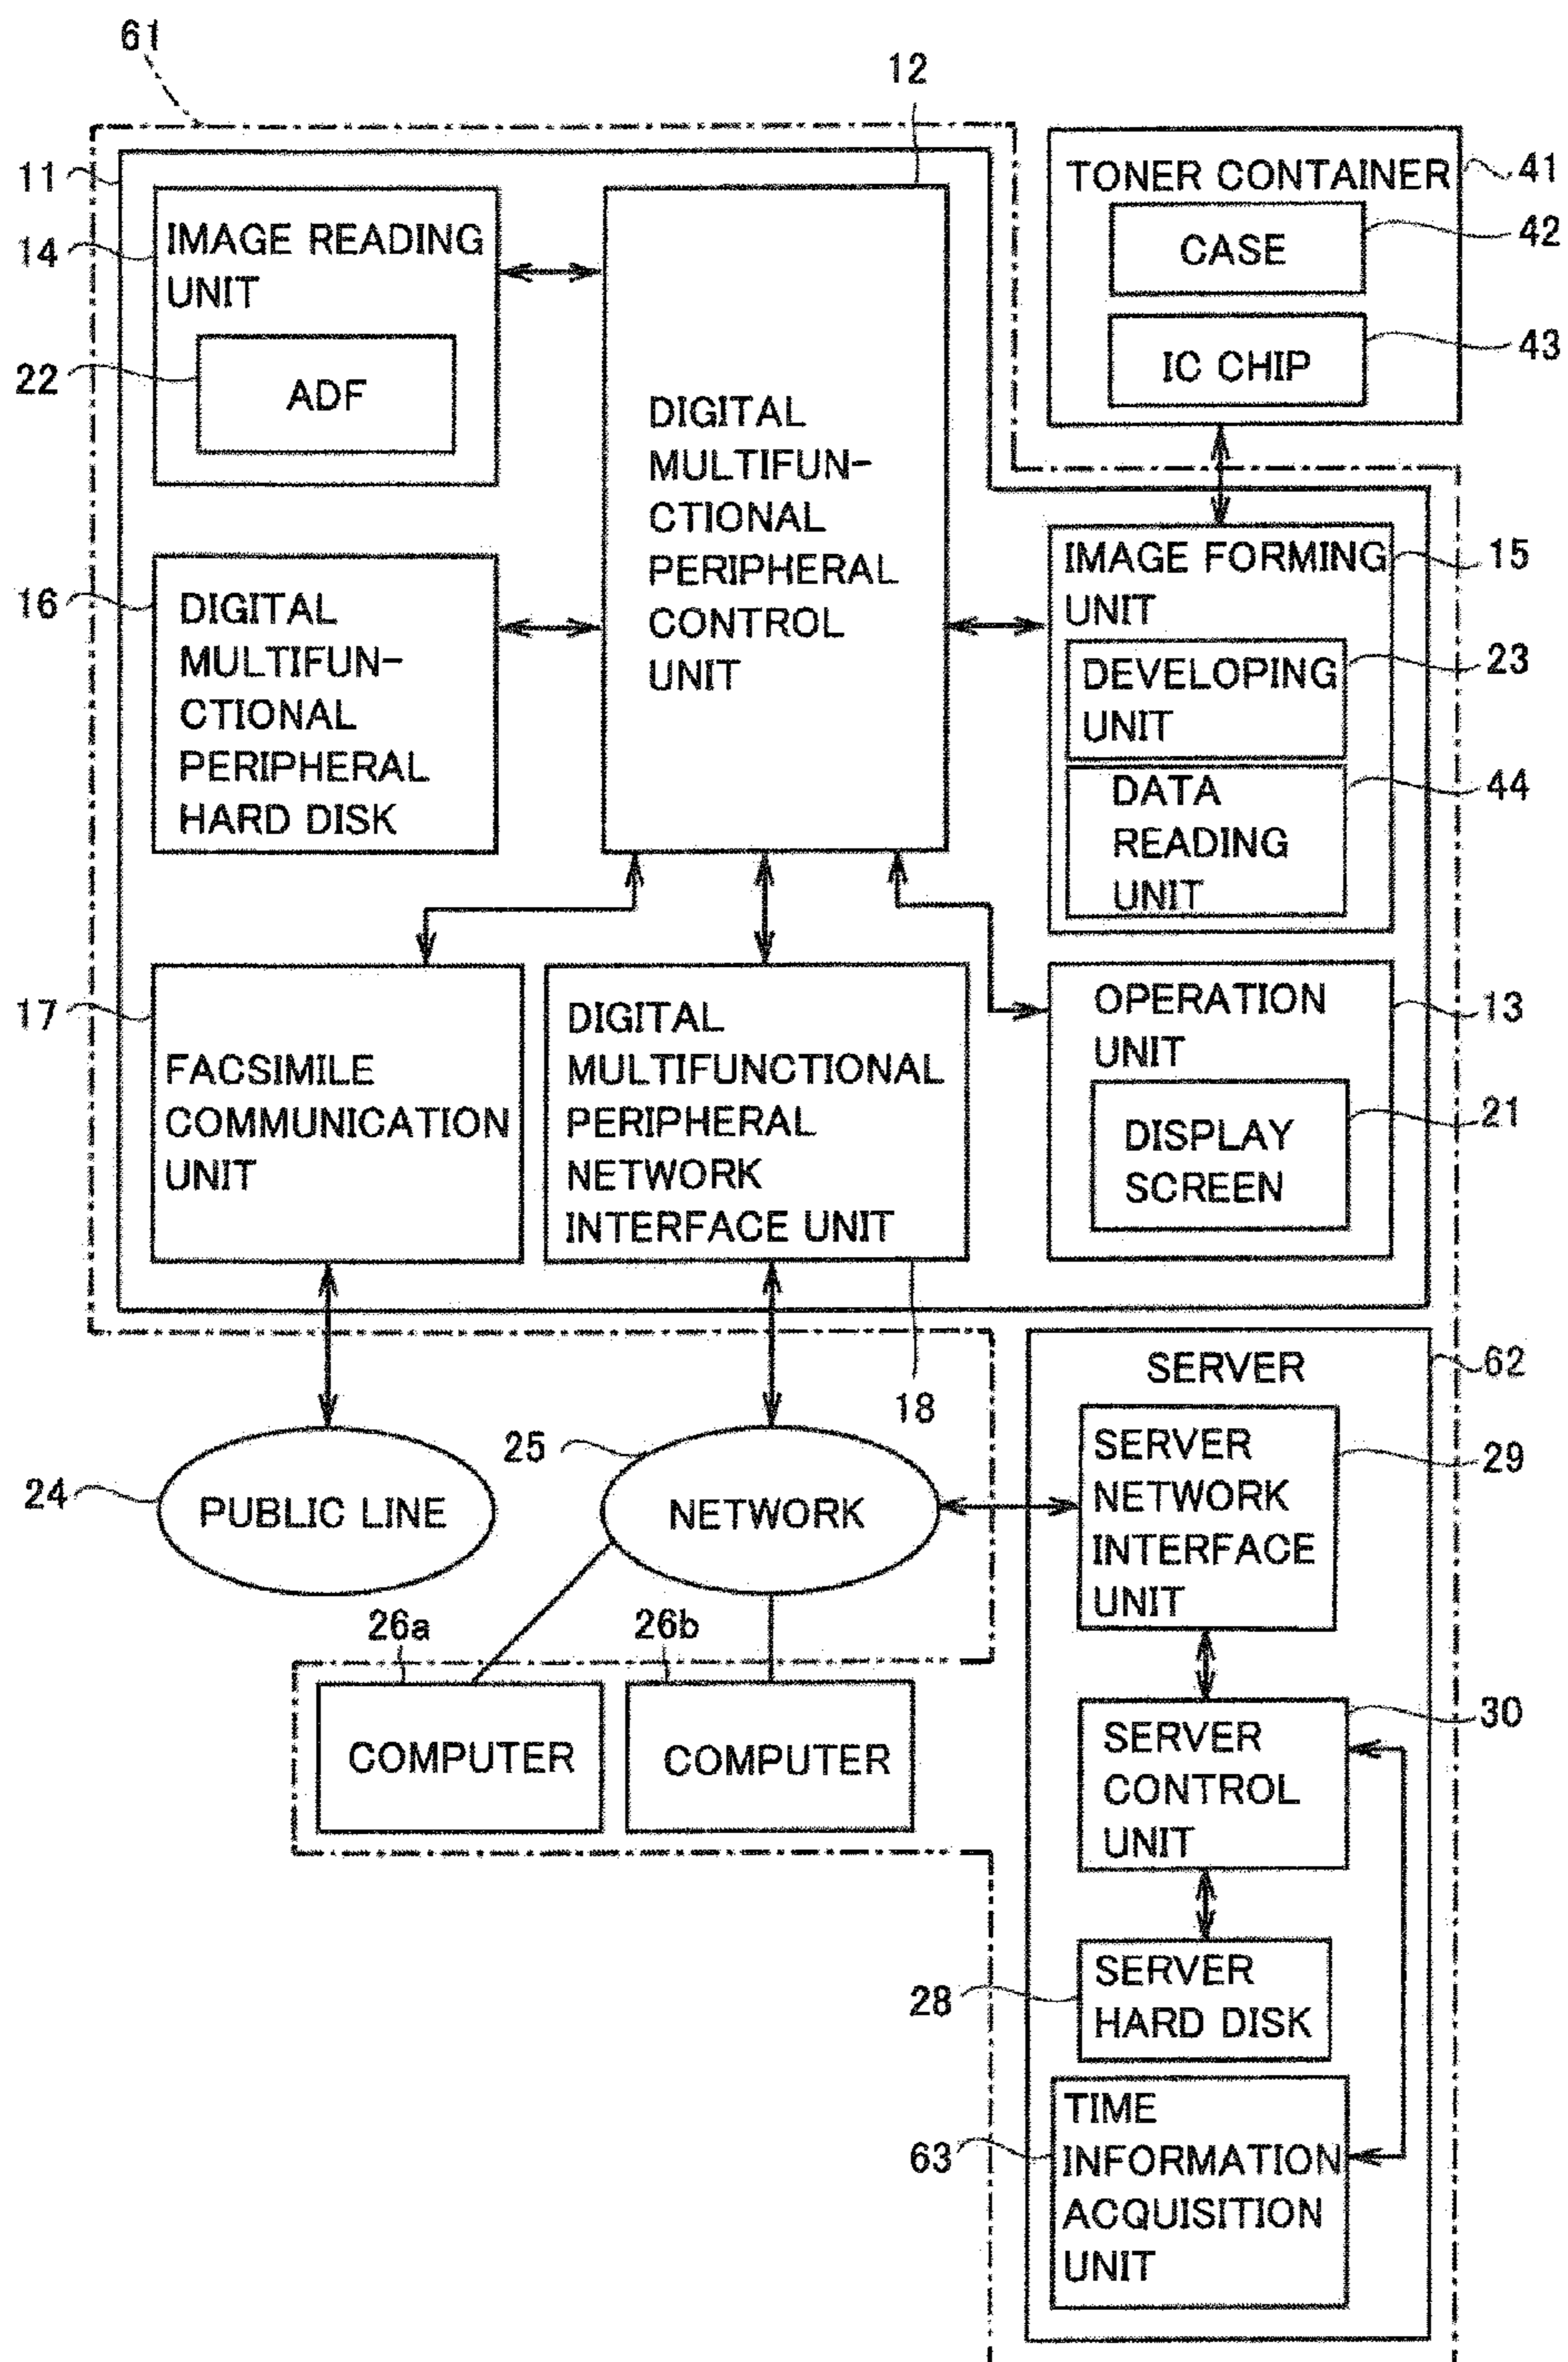 61
12
11
TONER CONTAINER
41
14
IMAGE READING
UNIT
CASE
42
22
ADF
IC CHIP
43
DIGITAL
MULTIFUN-
CTIONAL
PERIPHERAL
CONTROL
UNIT
IMAGE FORMING
UNIT
15
16
DIGITAL
MULTIFUN-
CTIONAL
PERIPHERAL
HARD DISK
DEVELOPING
UNIT
23
DATA
READING
UNIT
44
17
FACSIMILE
COMMUNICATION
UNIT
DIGITAL
MULTIFUNCTIONAL
PERIPHERAL
NETWORK
INTERFACE UNIT
OPERATION
UNIT
13
DISPLAY
SCREEN
21
18
SERVER
62
24
PUBLIC LINE
25
NETWORK
SERVER
NETWORK
INTERFACE
UNIT
29
26a
26b
COMPUTER
COMPUTER
SERVER
CONTROL
UNIT
30
28
SERVER
HARD DISK
63
TIME
INFORMATION
ACQUISITION
UNIT